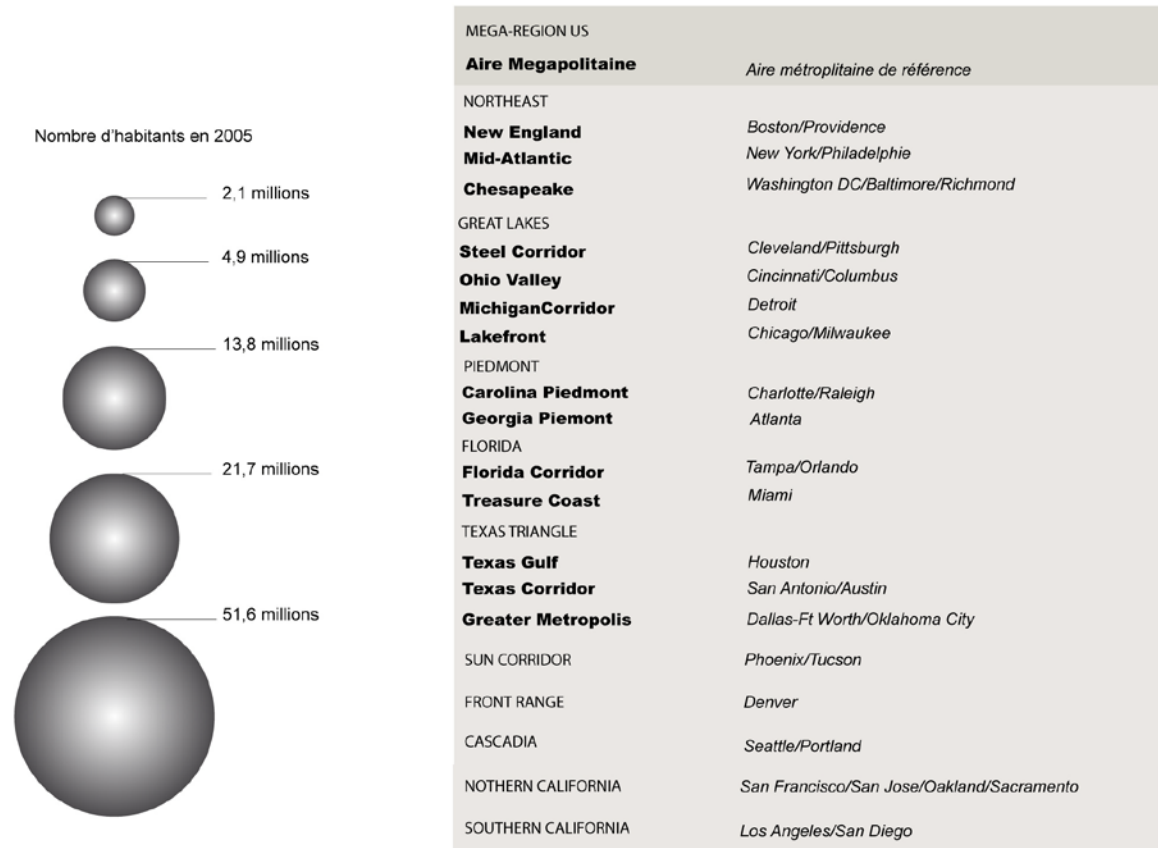 Nombre d'habitants en 2005
2,1 millions
4,9 millions
13,8 millions
21,7 millions
51,6 millions
MEGA-REGION US
Aire Megapolitaine Aire métroplitaine de référence
NORTHEAST
New England Boston/Providence
Mid-Atlantic New York/Philadelphie
Chesapeake Washington DC/Baltimore/Richmond
GREAT LAKES
Steel Corridor Cleveland/Pittsburgh
Ohio Valley Cincinnati/Columbus
MichiganCorridor Detroit
Lakefront Chicago/Milwaukee
PIEDMONT
Carolina Piedmont Charlotte/Raleigh
Georgia Piemont Atlanta
FLORIDA
Florida Corridor Tampa/Orlando
Treasure Coast Miami
TEXAS TRIANGLE
Texas Gulf Houston
Texas Corridor San Antonio/Austin
Greater Metropolis Dallas-Ft Worth/Oklahoma City
SUN CORRIDOR Phoenix/Tucson
FRONT RANGE Denver
CASCADIA Seattle/Portland
NOTHERN CALIFORNIA San Francisco/San Jose/Oakland/Sacramento
SOUTHERN CALIFORNIA Los Angeles/San Diego